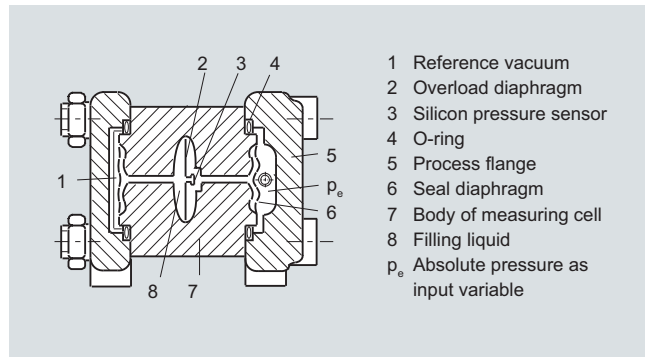 2 3 4
1
5
pₑ
6
8 7
1 Reference vacuum
2 Overload diaphragm
3 Silicon pressure sensor
4 O-ring
5 Process flange
6 Seal diaphragm
7 Body of measuring cell
8 Filling liquid
pₑ Absolute pressure as
input variable